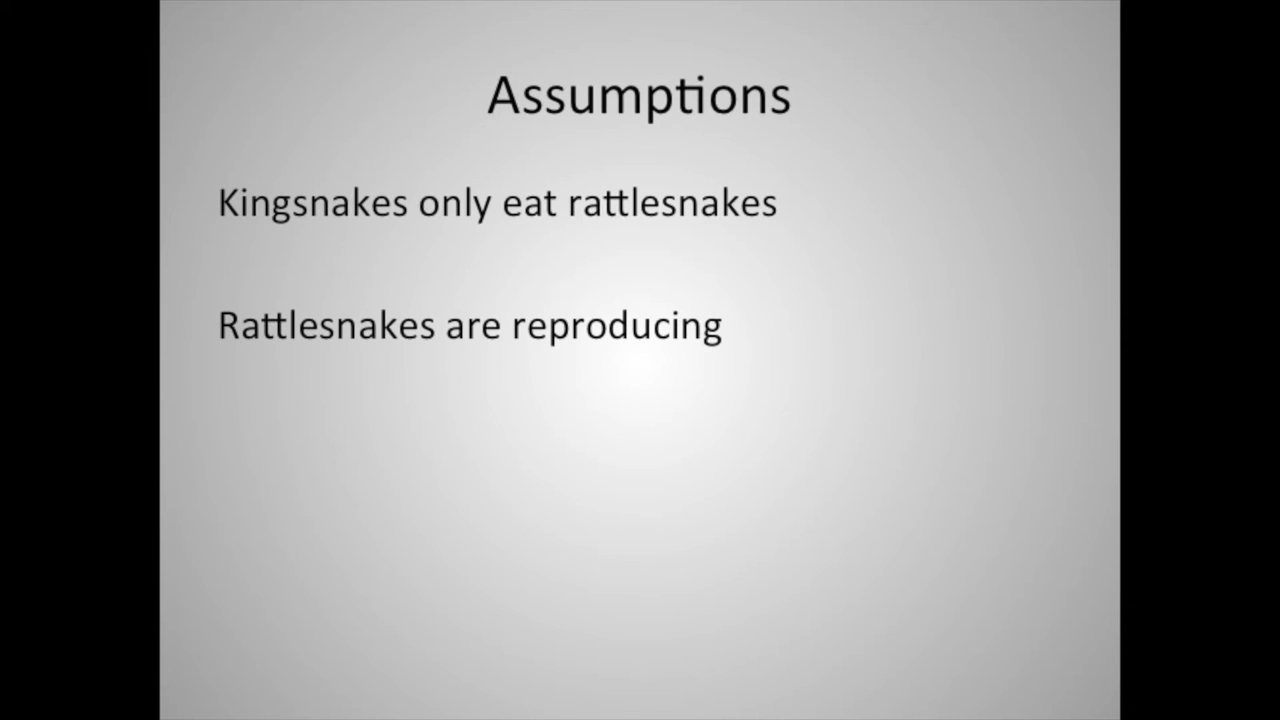 Assumptions
Kingsnakes only eat rattlesnakes
Rattlesnakes are reproducing